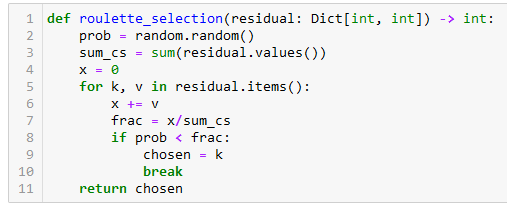 1 def roulette_selection(residual: Dict[int, int]) -> int:
2     prob = random.random()
3     sum_cs = sum(residual.values())
4     x = 0
5     for k, v in residual.items():
6         x += v
7         frac = x/sum_cs
8         if prob < frac:
9             chosen = k
10             break
11     return chosen